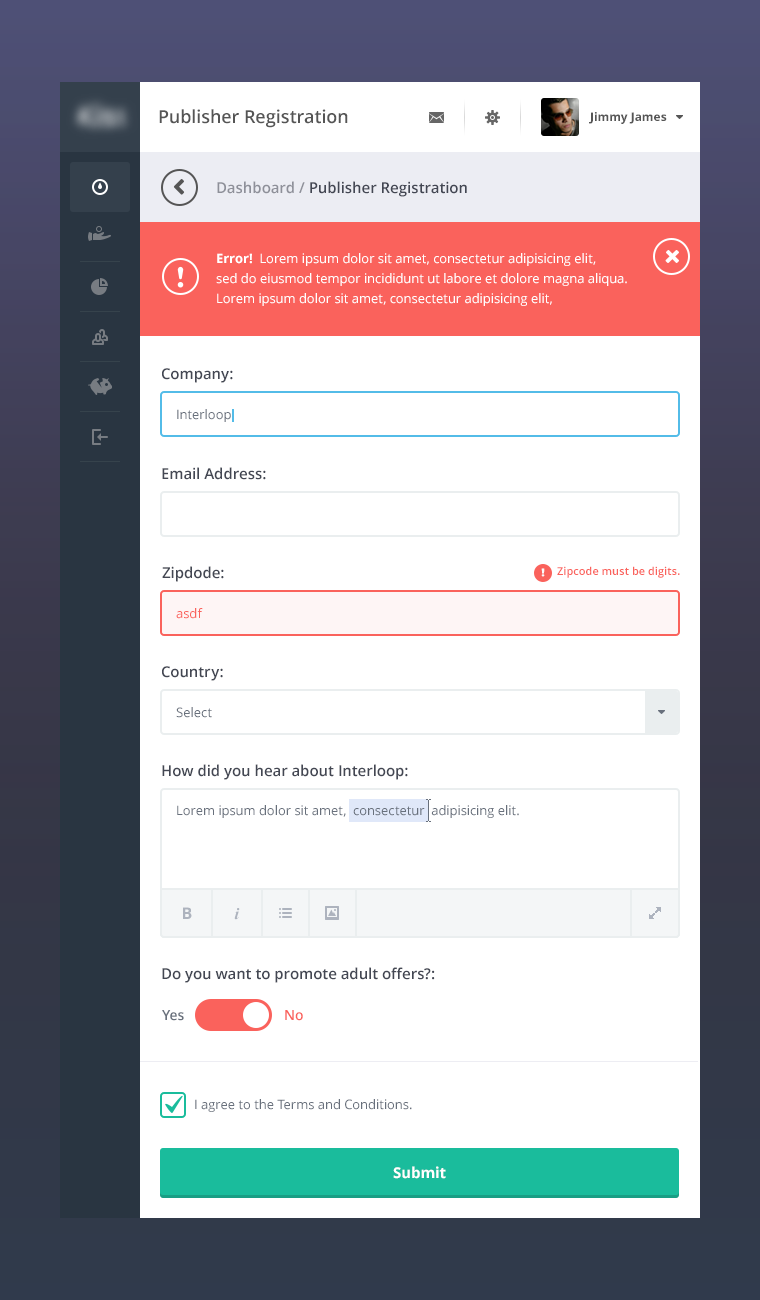 Publisher Registration
Jimmy James
Dashboard / Publisher Registration
Error! Lorem ipsum dolor sit amet, consectetur adipisicing elit,
sed do eiusmod tempor incididunt ut labore et dolore magna aliqua.
Lorem ipsum dolor sit amet, consectetur adipisicing elit,
Company:
Interloop
Email Address:
Zipdode:
Zipcode must be digits.
asdf
Country:
Select
How did you hear about Interloop:
Lorem ipsum dolor sit amet, consectetur adipisicing elit.
B
i
Do you want to promote adult offers?:
Yes
No
I agree to the Terms and Conditions.
Submit